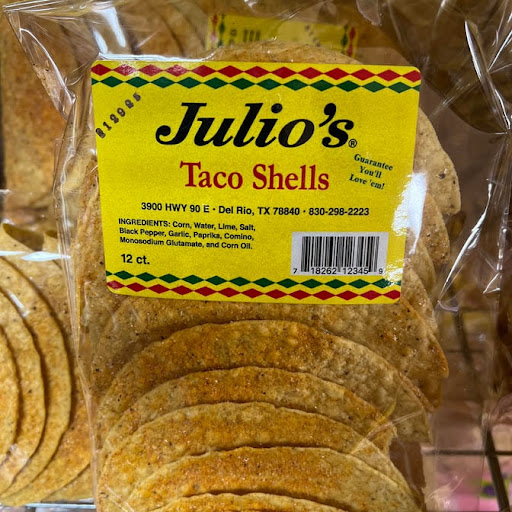 012925
Julio's®
Taco Shells
Guarantee
You'll
Love 'em!
3900 HWY 90 E • Del Rio, TX 78840 • 830-298-2223
INGREDIENTS: Corn, Water, Lime, Salt,
Black Pepper, Garlic, Paprika, Comino,
Monosodium Glutamate, and Corn Oil.
12 ct.
7 18262 12345 9